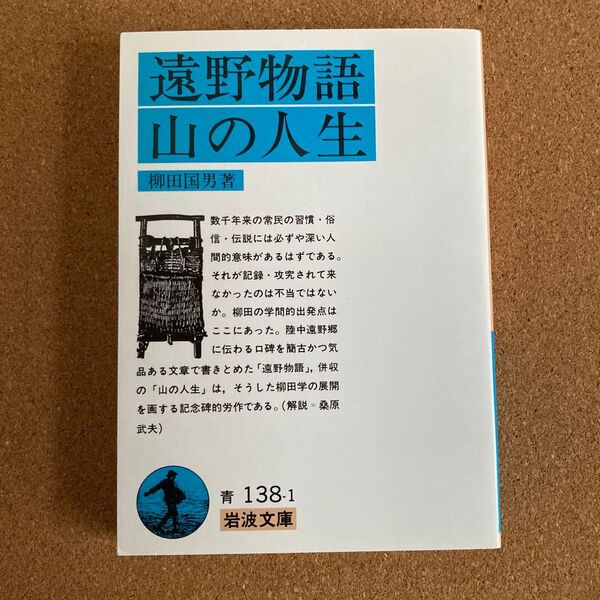 遠野物語
山の人生
柳田国男著
数千年来の常民の習慣・俗
信・伝説には必ずや深い人
間的意味があるはずである。
それが記録・攻究されて来
なかったのは不当ではない
か。柳田の学問的出発点は
ここにあった。陸中遠野郷
に伝わる口碑を簡古かつ気
品ある文章で書きとめた「遠野物語」，併収
の「山の人生」は，そうした柳田学の展開
を画する記念碑的労作である。(解説=桑原
武夫)
青 138-1
岩波文庫